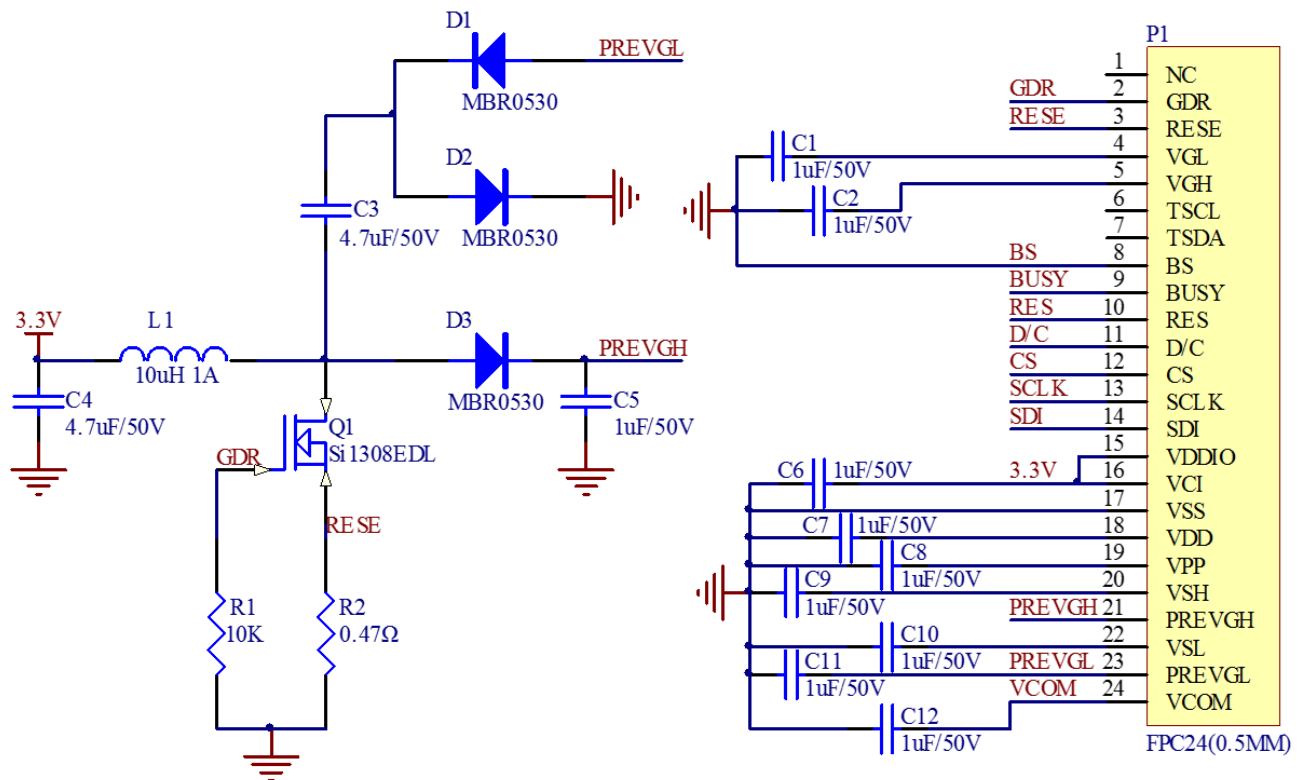 D1
PREVGL
MBR0530
D2
MBR0530
C3
4.7uF/50V
3.3V
L1
10uH 1A
D3
PREVGH
MBR0530
C4
4.7uF/50V
C5
1uF/50V
Q1
Si1308EDL
GDR
RESE
R1
10K
R2
0.47Ω
P1
1 NC
GDR 2 GDR
RESE 3 RESE
C1
1uF/50V
4 VGL
5 VGH
C2
1uF/50V
6 TSCL
7 TSDA
BS 8 BS
BUSY 9 BUSY
RES 10 RES
D/C 11 D/C
CS 12 CS
SCLK 13 SCLK
SDI 14 SDI
15 VDDIO
C6 1uF/50V 3.3V 16 VCI
17 VSS
C7 1uF/50V 18 VDD
C8
1uF/50V
19 VPP
C9
1uF/50V
20 VSH
PREVGH 21 PREVGH
C10
1uF/50V
22 VSL
C11
1uF/50V
PREVGL 23 PREVGL
VCOM 24 VCOM
C12
1uF/50V
FPC24(0.5MM)